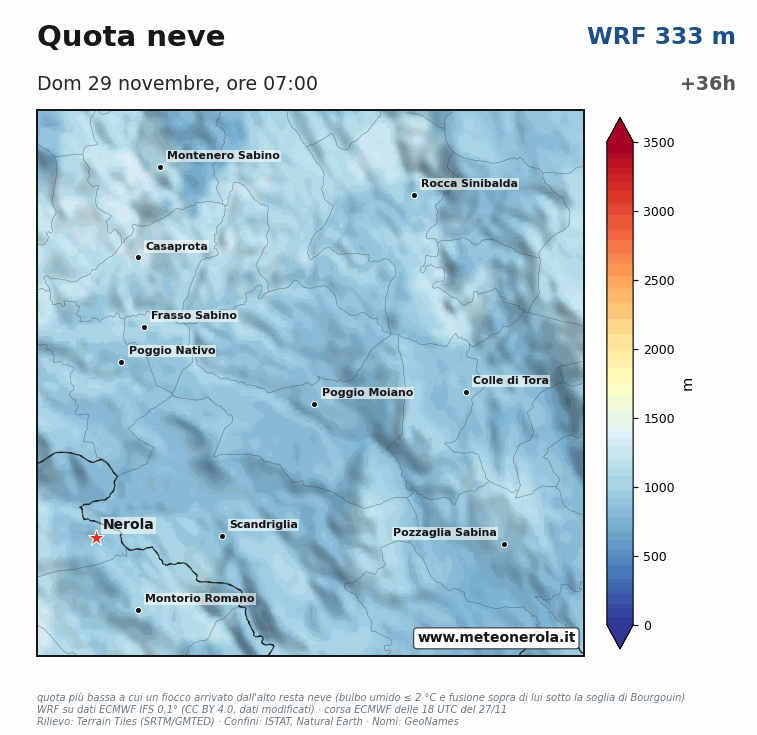 Quota neve
WRF 333 m
Dom 29 novembre, ore 07:00
+36h
Montenero Sabino
Rocca Sinibalda
Casaprota
Frasso Sabino
Poggio Nativo
Colle di Tora
Poggio Moiano
Nerola
Scandriglia
Pozzaglia Sabina
Montorio Romano
www.meteonerola.it
3500
3000
2500
2000
1500
1000
500
0
m
quota più bassa a cui un fiocco arrivato dall'alto resta neve (bulbo umido ≤ 2 °C e fusione sopra di lui sotto la soglia di Bourgouin)
WRF su dati ECMWF IFS 0,1° (CC BY 4.0, dati modificati) · corsa ECMWF delle 18 UTC del 27/11
Rilievo: Terrain Tiles (SRTM/GMTED) · Confini: ISTAT, Natural Earth · Nomi: GeoNames